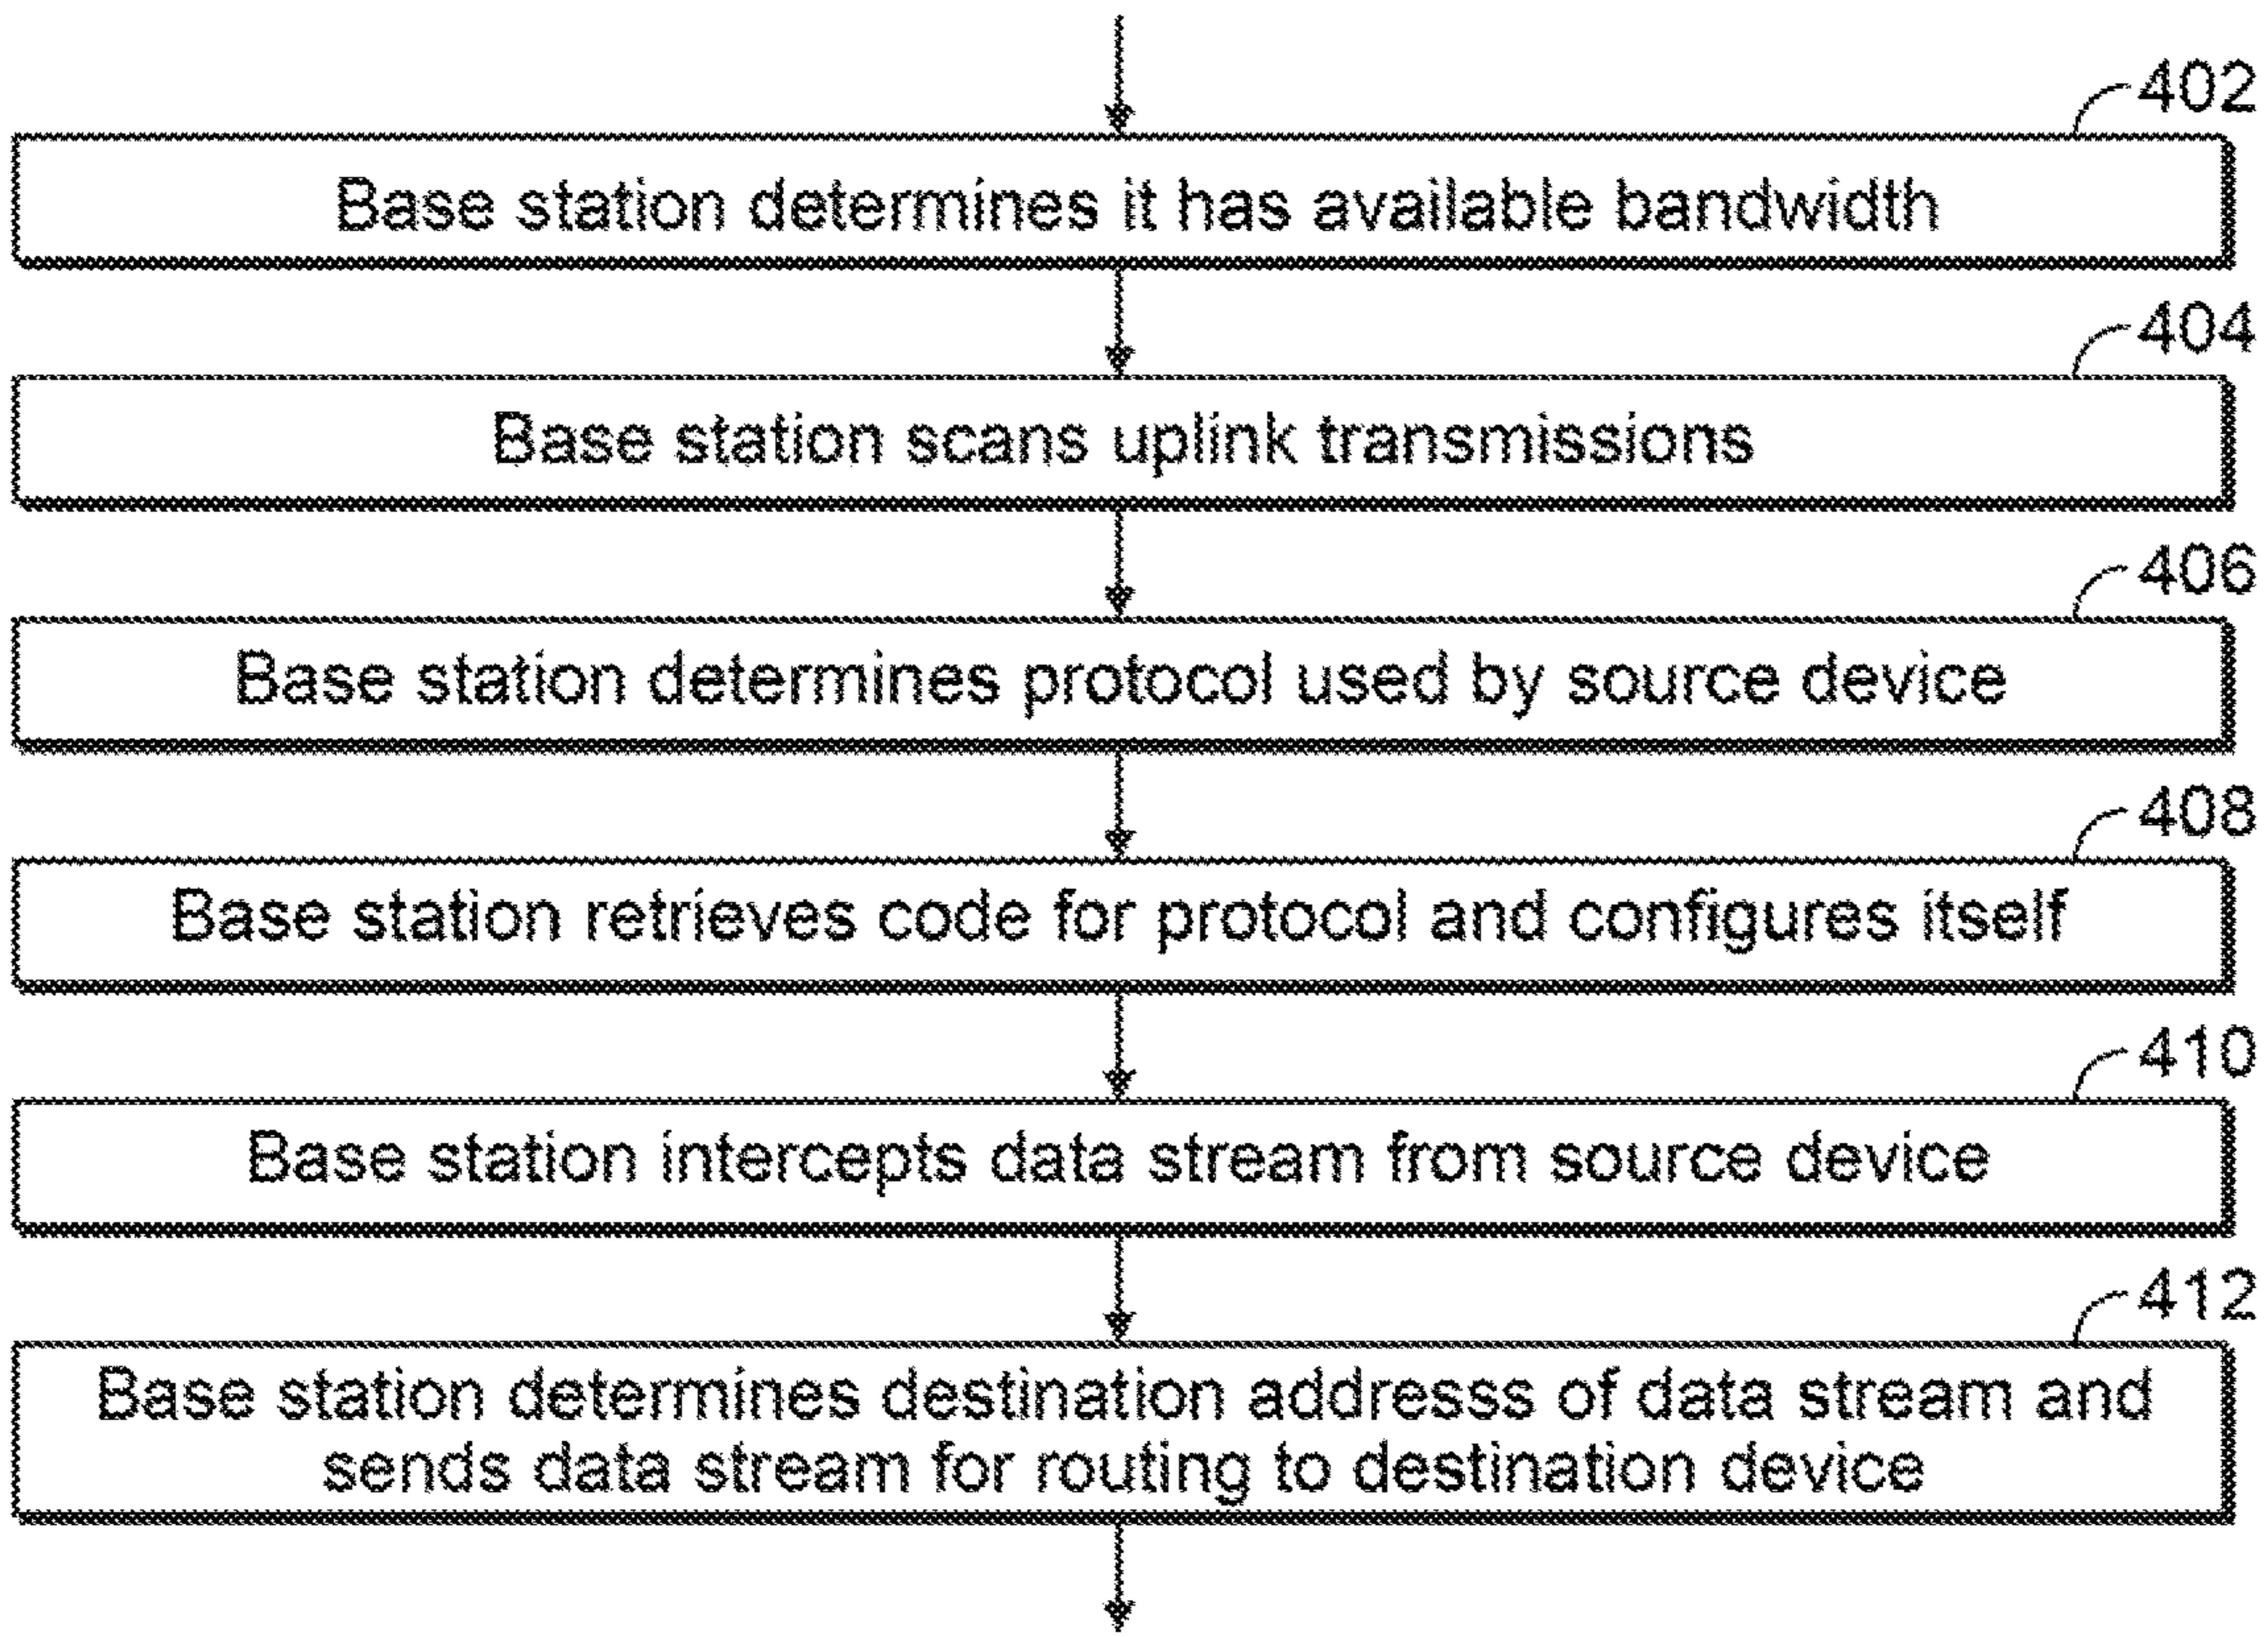 402
Base station determines it has available bandwidth
404
Base station scans uplink transmissions
406
Base station determines protocol used by source device
408
Base station retrieves code for protocol and configures itself
410
Base station intercepts data stream from source device
412
Base station determines destination addresss of data stream and
sends data stream for routing to destination device